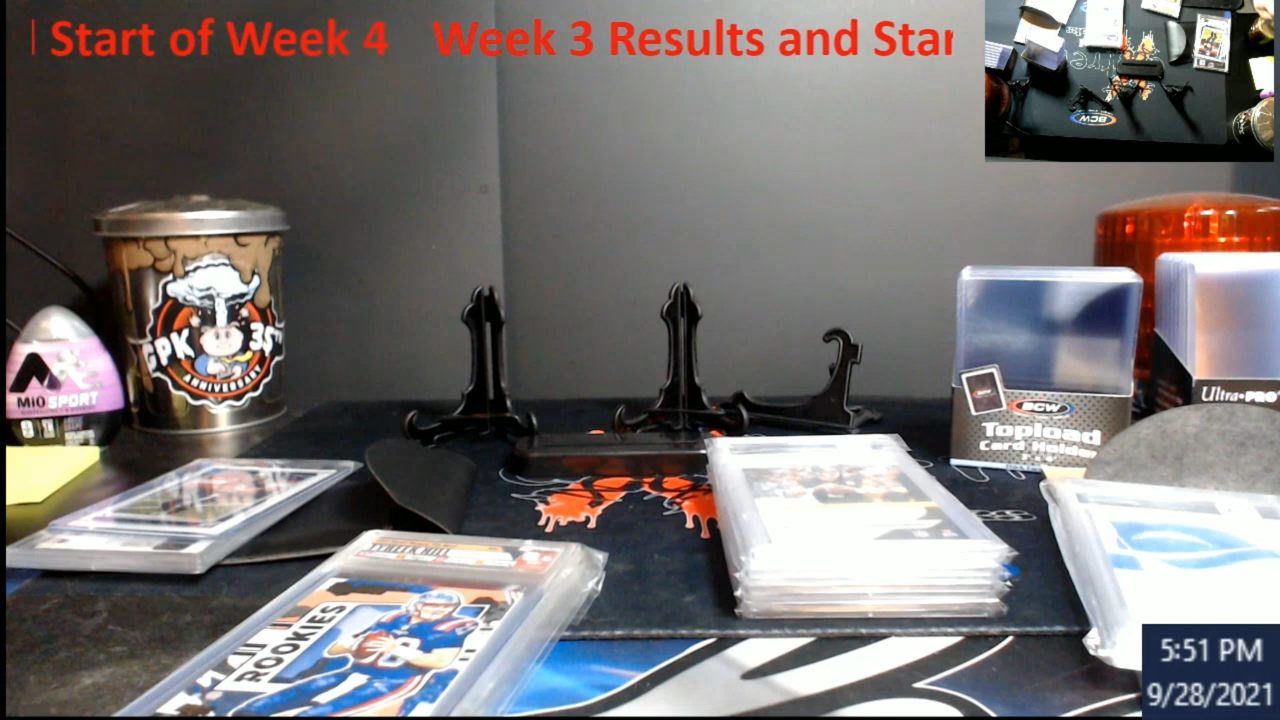 Start of Week 4 Week 3 Results and Star
GPK 35TH
ANNIVERSARY
MiO SPORT
BCW
Topload
Card Holder
Ultra•PRO
BCW
ROOKIES
5:51 PM
9/28/2021